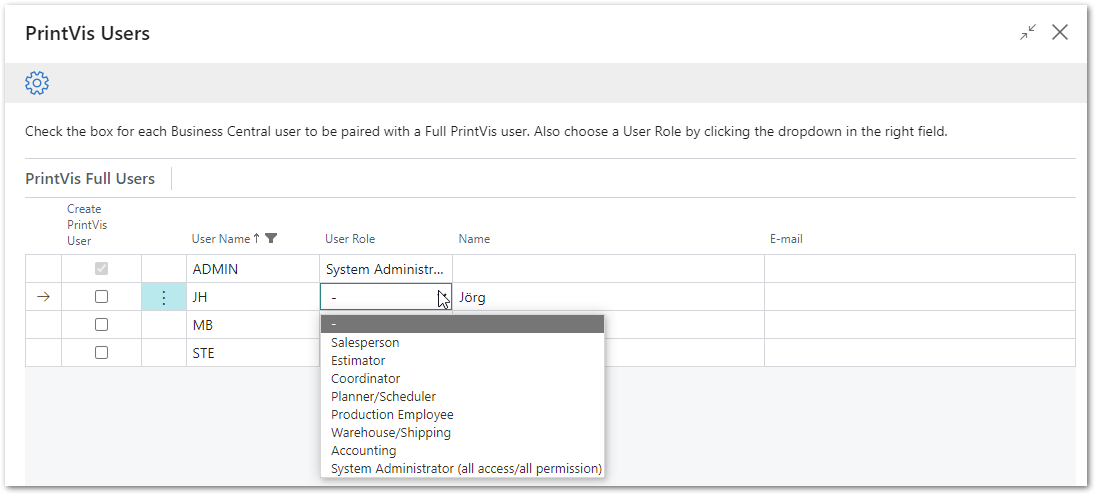 PrintVis Users
Check the box for each Business Central user to be paired with a Full PrintVis user. Also choose a User Role by clicking the dropdown in the right field.
PrintVis Full Users
Create
PrintVis
User
User Name User Role Name E-mail
ADMIN System Administr...
JH - Jörg
MB
STE
-
Salesperson
Estimator
Coordinator
Planner/Scheduler
Production Employee
Warehouse/Shipping
Accounting
System Administrator (all access/all permission)